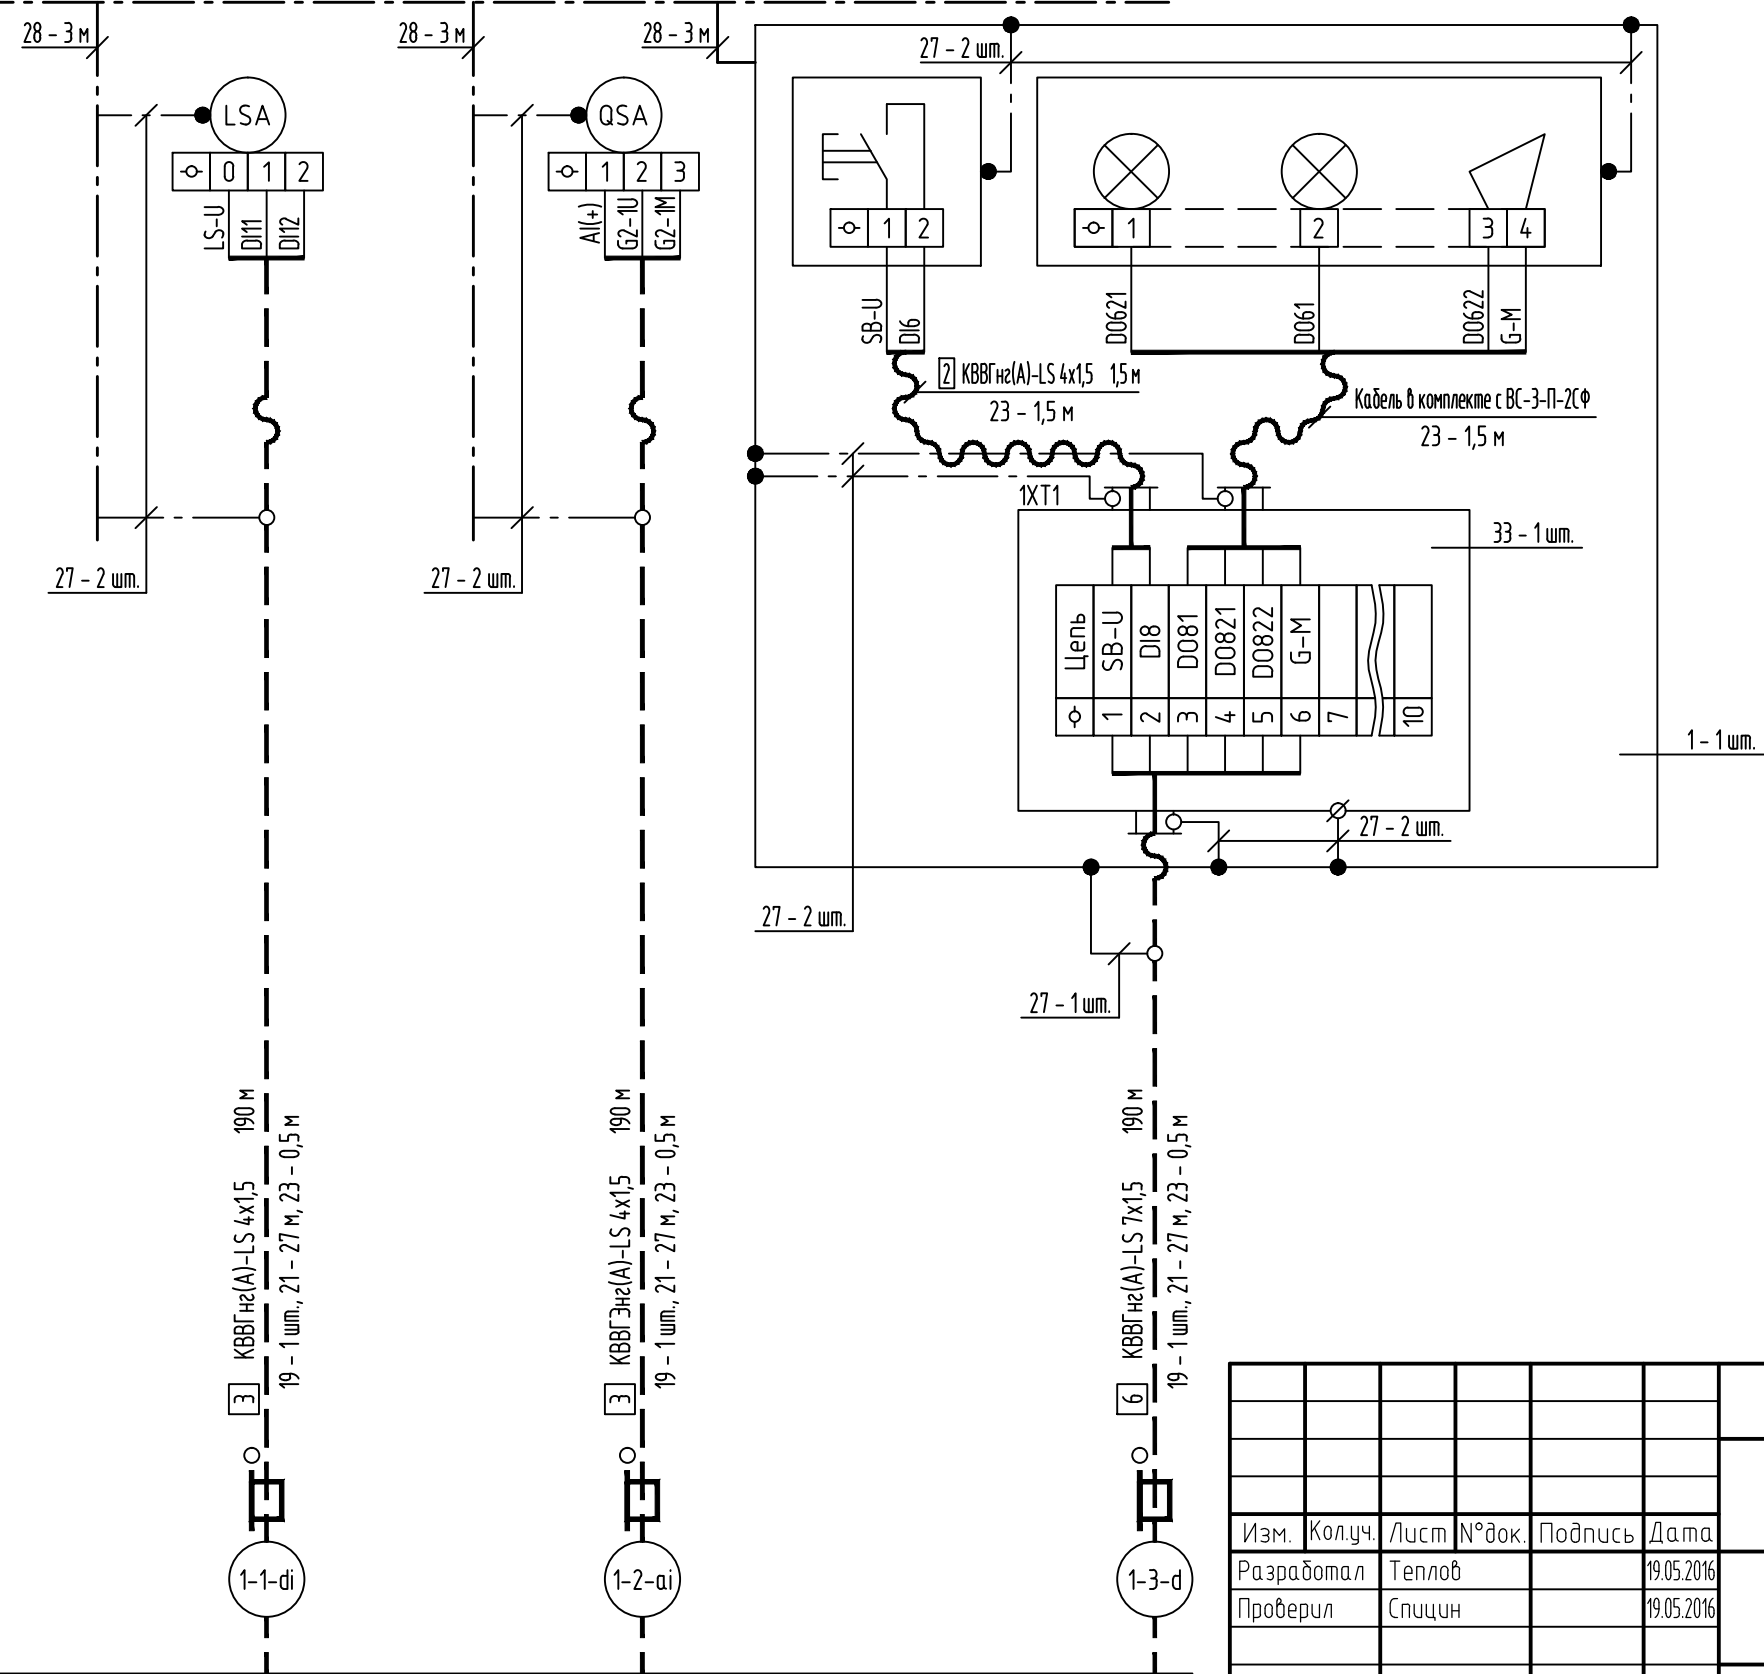 28 – 3 м
28 – 3 м
28 – 3 м
27 – 2 шт.
LSA
QSA
0 1 2
1 2 3
LS-U
DI11
DI12
AI(+)
G2-1U
G2-1M
1 2
1
2
3 4
SB-U
DI6
DO621
DO61
DO622
G-M
2 КВВГнг(А)-LS 4х1,5 1,5 м
23 – 1,5 м
Кабель в комплекте с ВС-3-П-2СФ
23 – 1,5 м
1XT1
33 – 1 шт.
27 – 2 шт.
27 – 2 шт.
Цепь
SB-U
DI8
DO81
DO821
DO822
G-M
1 2 3 4 5 6 7 10
1 – 1 шт.
27 – 2 шт.
27 – 2 шт.
27 – 1 шт.
3 КВВГнг(А)-LS 4х1,5 190 м
19 – 1 шт., 21 – 27 м, 23 – 0,5 м
3 КВВГЭнг(А)-LS 4х1,5 190 м
19 – 1 шт., 21 – 27 м, 23 – 0,5 м
6 КВВГнг(А)-LS 7х1,5 190 м
19 – 1 шт., 21 – 27 м, 23 – 0,5 м
1-1-di
1-2-ai
1-3-d
Изм. Кол.уч. Лист N°док. Подпись Дата
Разработал Теплов 19.05.2016
Проверил Спицин 19.05.2016